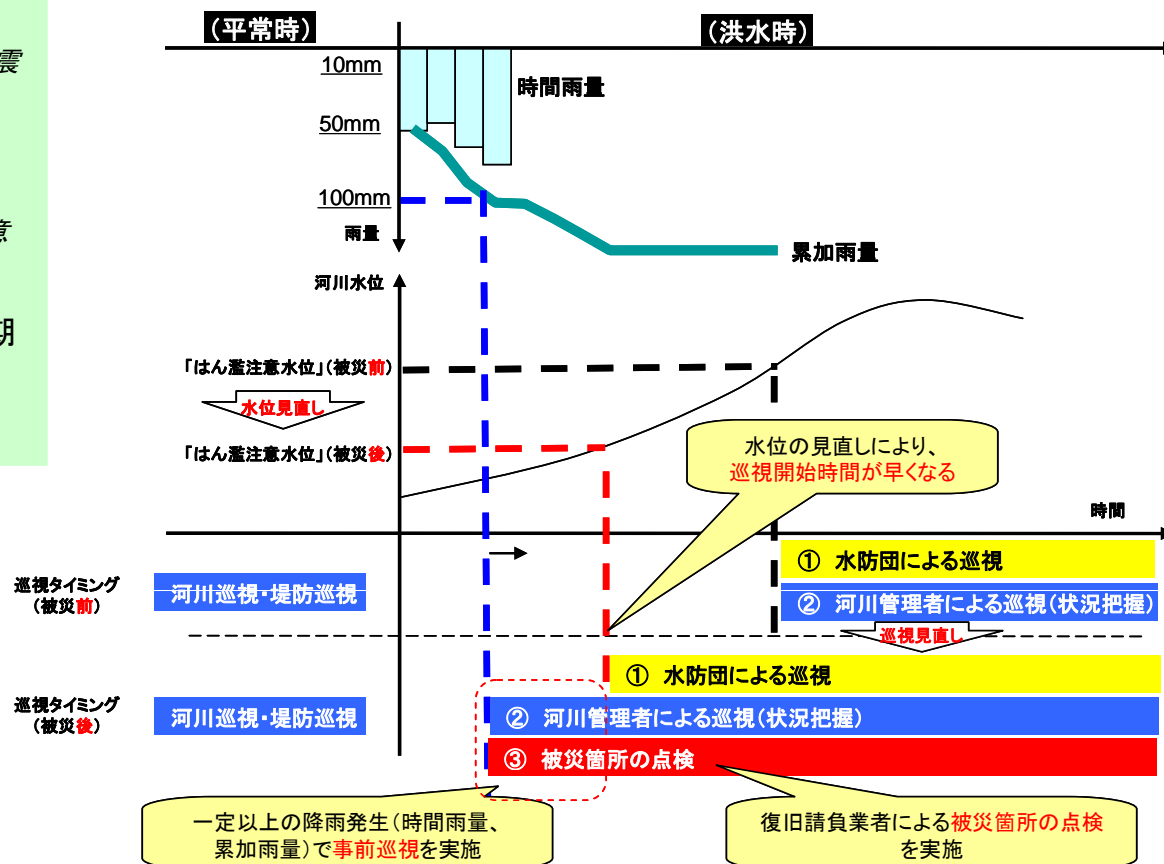 震
意
期
(平常時)
(洪水時)
10mm
時間雨量
50mm
100mm
雨量
累加雨量
河川水位
「はん濫注意水位」(被災前)
水位見直し
「はん濫注意水位」(被災後)
水位の見直しにより、
巡視開始時間が早くなる
時間
巡視タイミング
(被災前)
河川巡視・堤防巡視
① 水防団による巡視
② 河川管理者による巡視(状況把握)
巡視見直し
巡視タイミング
(被災後)
河川巡視・堤防巡視
① 水防団による巡視
② 河川管理者による巡視(状況把握)
③ 被災箇所の点検
一定以上の降雨発生(時間雨量、
累加雨量)で事前巡視を実施
復旧請負業者による被災箇所の点検
を実施